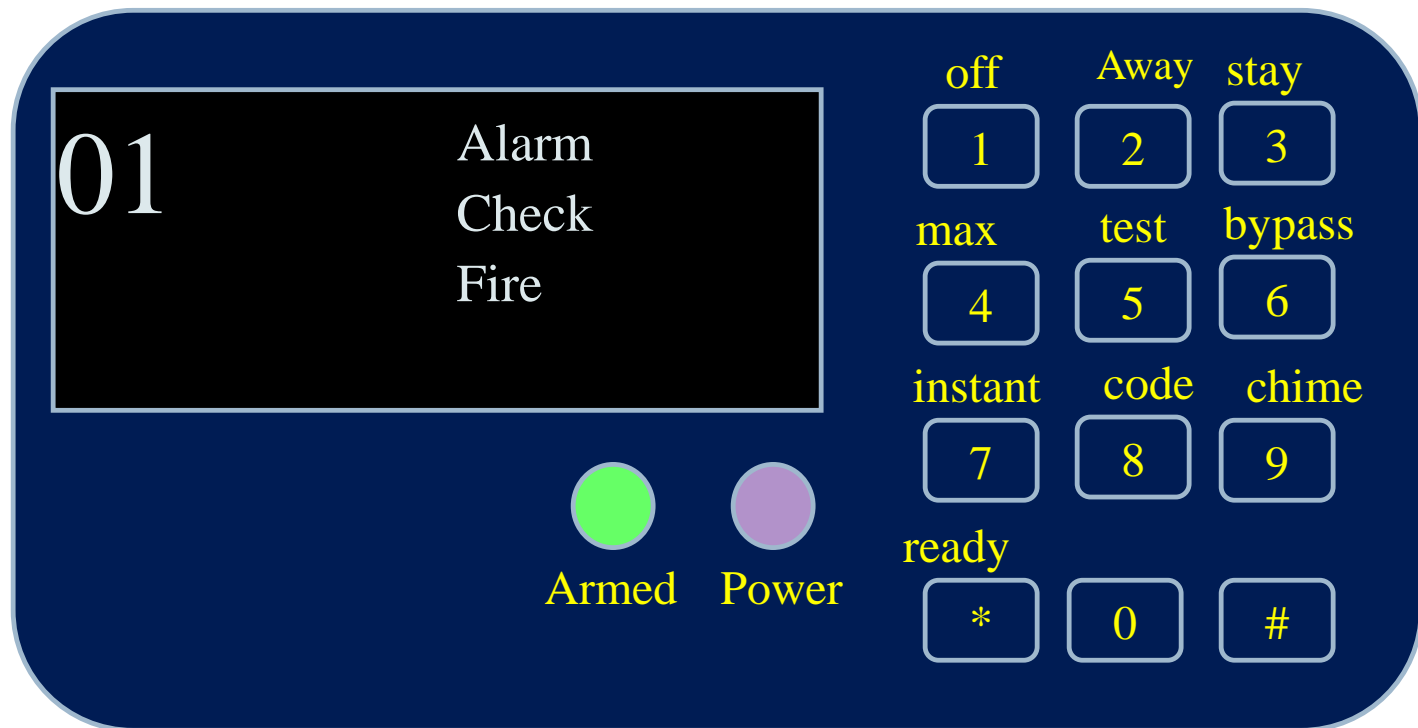 01
Alarm
Check
Fire
Armed Power
off Away stay
1 2 3
max test bypass
4 5 6
instant code chime
7 8 9
ready
* 0 #